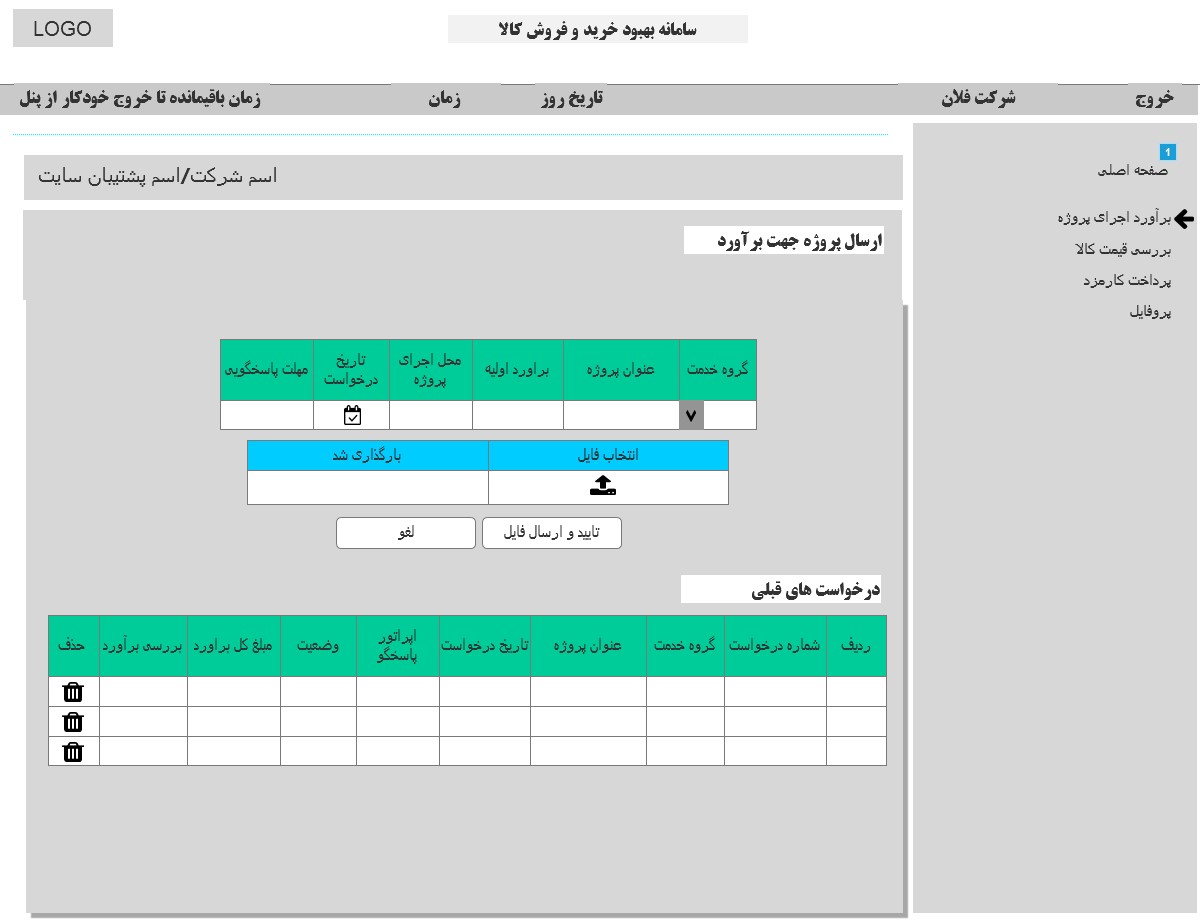 LOGO
سامانه بهبود خرید و فروش کالا
خروج
شرکت فلان
تاریخ روز
زمان
زمان باقیمانده تا خروج خودکار از پنل
1
صفحه اصلی
برآورد اجرای پروژه
بررسی قیمت کالا
پرداخت کارمزد
پروفایل
اسم شرکت/اسم پشتیبان سایت
ارسال پروژه جهت برآورد
گروه خدمت
عنوان پروژه
براورد اولیه
محل اجرای
پروژه
تاریخ
درخواست
مهلت پاسخگویی
انتخاب فایل
بارگذاری شد
تایید و ارسال فایل
لغو
درخواست های قبلی
ردیف
شماره درخواست
گروه خدمت
عنوان پروژه
تاریخ درخواست
اپراتور
پاسخگو
وضعیت
مبلغ کل براورد
بررسی برآورد
حذف